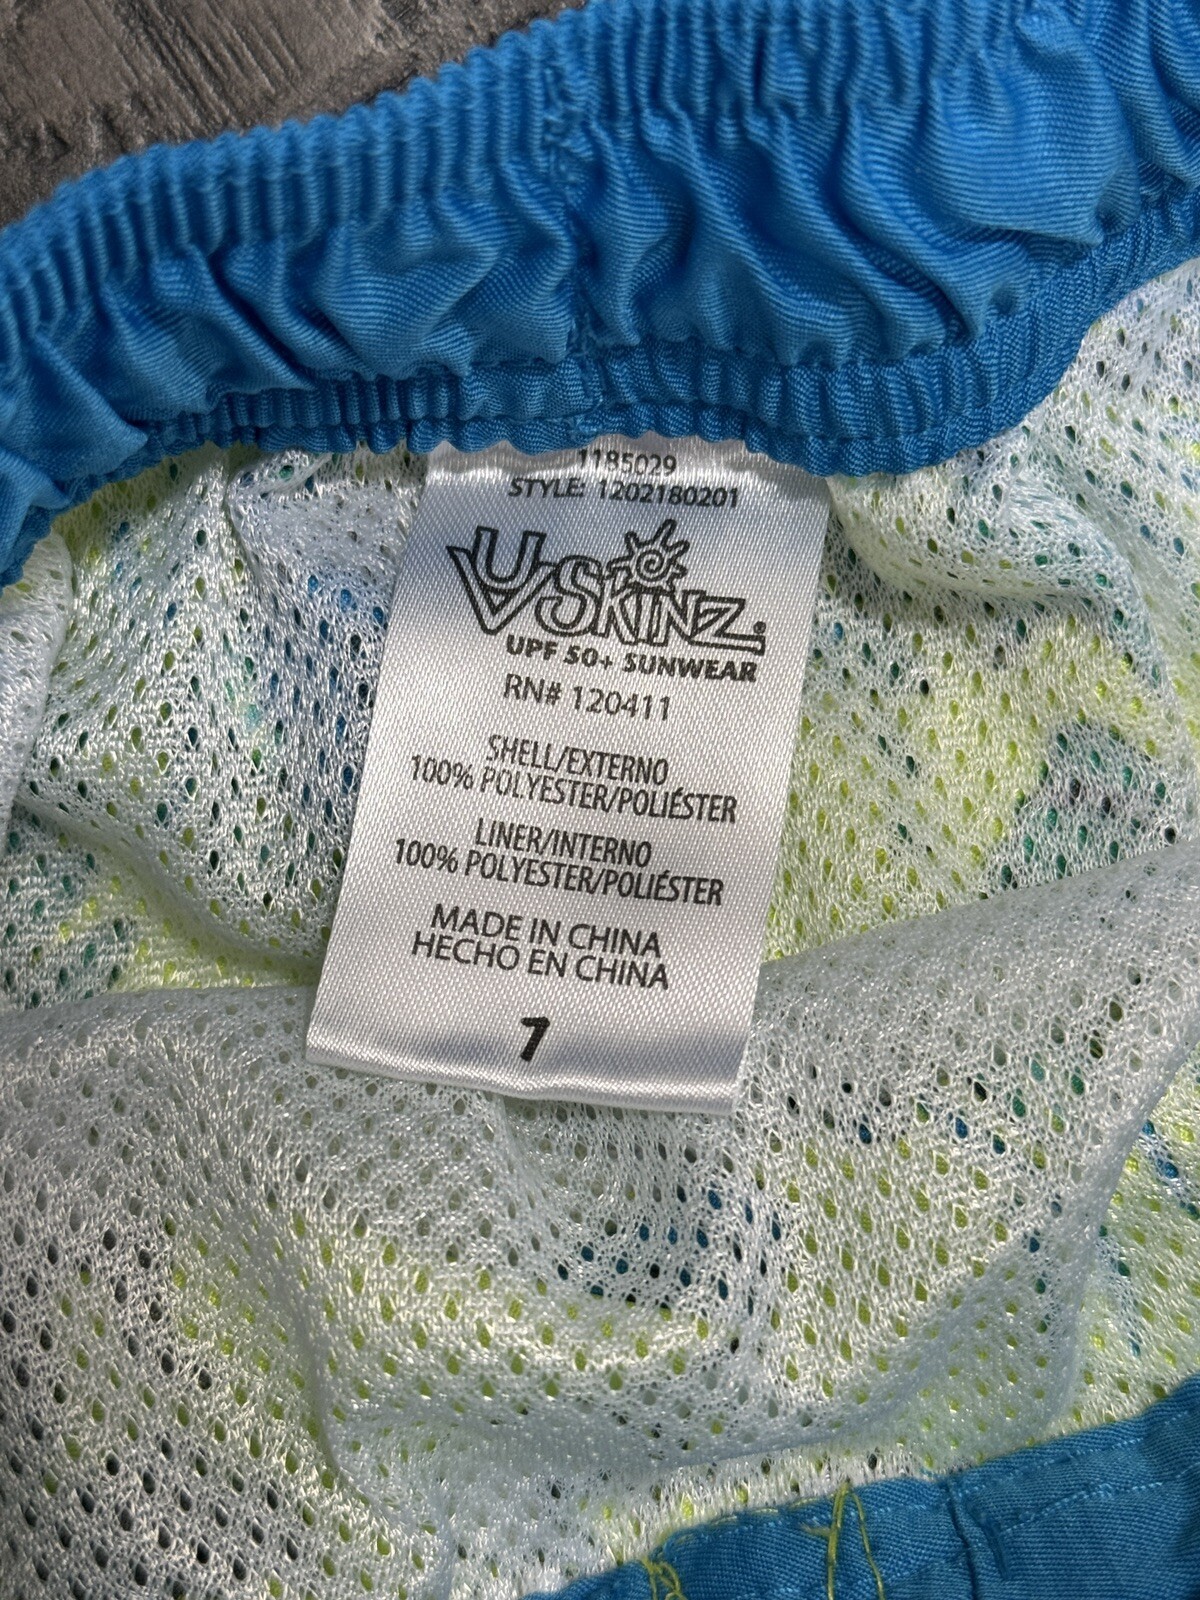 1185029
STYLE: 1202180201
UV SKINZ®
UPF 50+ SUNWEAR
RN# 120411
SHELL/EXTERNO
100% POLYESTER/POLIÉSTER
LINER/INTERNO
100% POLYESTER/POLIÉSTER
MADE IN CHINA
HECHO EN CHINA
7